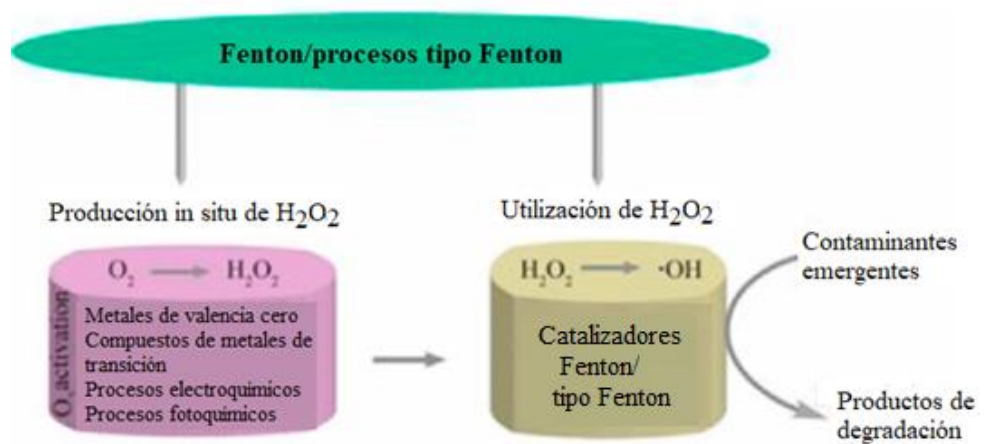 Fenton/procesos tipo Fenton
Producción in situ de H₂O₂
O₂ → H₂O₂
O₂ activation
Metales de valencia cero
Compuestos de metales de
transición
Procesos electroquímicos
Procesos fotoquímicos
Utilización de H₂O₂
H₂O₂ → ·OH
Catalizadores
Fenton/
tipo Fenton
Contaminantes
emergentes
Productos de
degradación